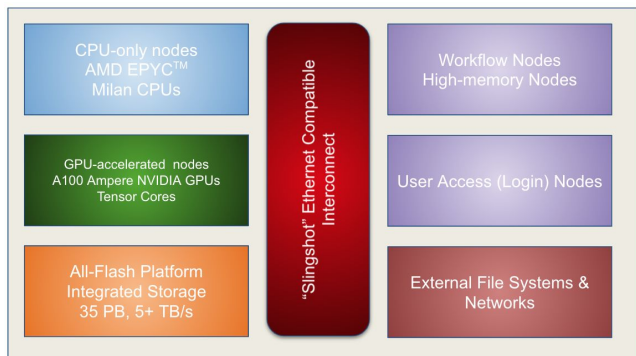 CPU-only nodes
AMD EPYC™
Milan CPUs
GPU-accelerated nodes
A100 Ampere NVIDIA GPUs
Tensor Cores
All-Flash Platform
Integrated Storage
35 PB, 5+ TB/s
“Slingshot” Ethernet Compatible
Interconnect
Workflow Nodes
High-memory Nodes
User Access (Login) Nodes
External File Systems &
Networks